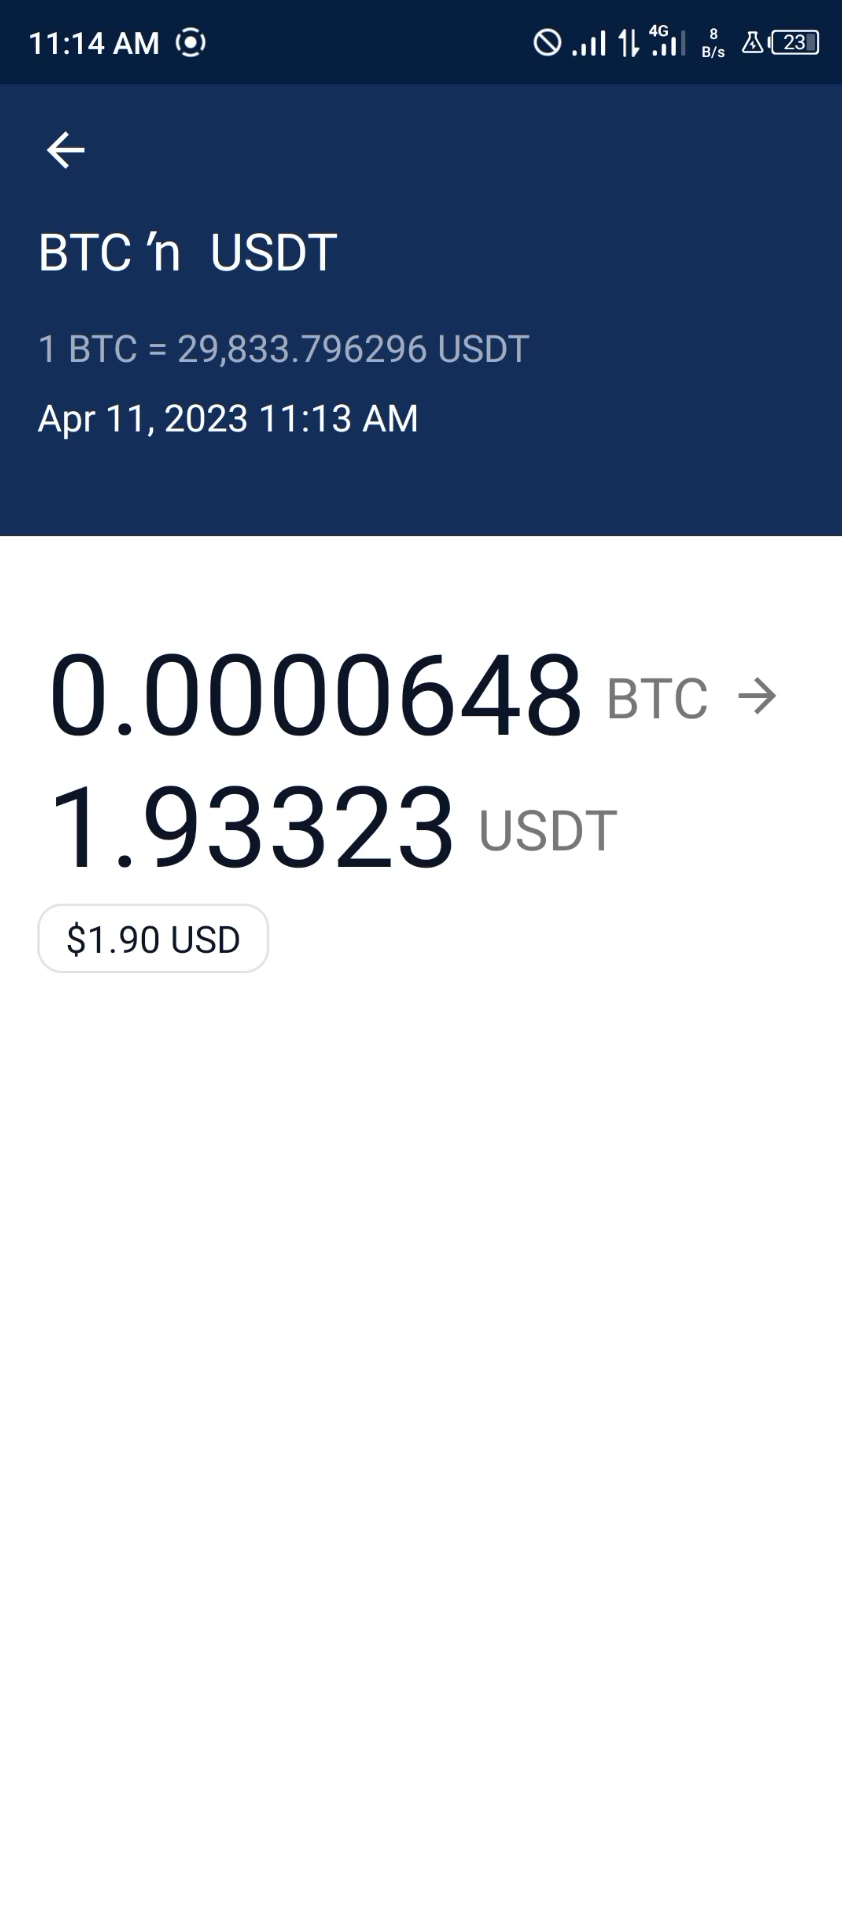 11:14 AM 4G 8 B/s 23
BTC 'n USDT
1 BTC = 29,833.796296 USDT
Apr 11, 2023 11:13 AM
0.0000648 BTC →
1.93323 USDT
$1.90 USD